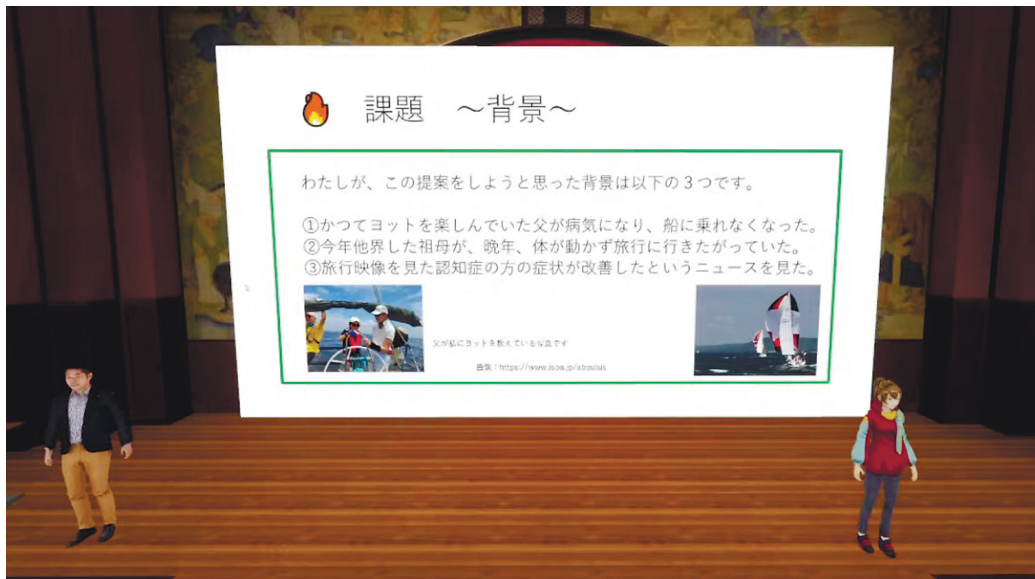 課題 ～背景～
わたしが、この提案をしようと思った背景は以下の3つです。
①かつてヨットを楽しんでいた父が病気になり、船に乗れなくなった。
②今年他界した祖母が、晩年、体が動かず旅行に行きたがっていた。
③旅行映像を見た認知症の方の症状が改善したというニュースを見た。
父が私にヨットを教えている写真です
画像：https://www.ispa.jp/aboutus